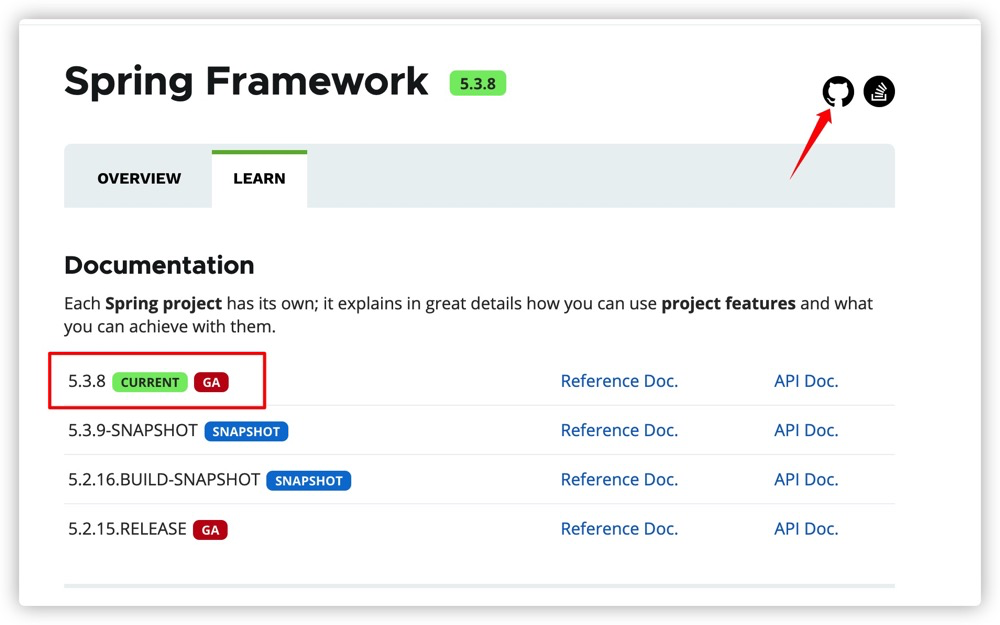 Spring Framework 5.3.8
OVERVIEW LEARN
Documentation
Each Spring project has its own; it explains in great details how you can use project features and what
you can achieve with them.
5.3.8 CURRENT GA Reference Doc. API Doc.
5.3.9-SNAPSHOT SNAPSHOT Reference Doc. API Doc.
5.2.16.BUILD-SNAPSHOT SNAPSHOT Reference Doc. API Doc.
5.2.15.RELEASE GA Reference Doc. API Doc.